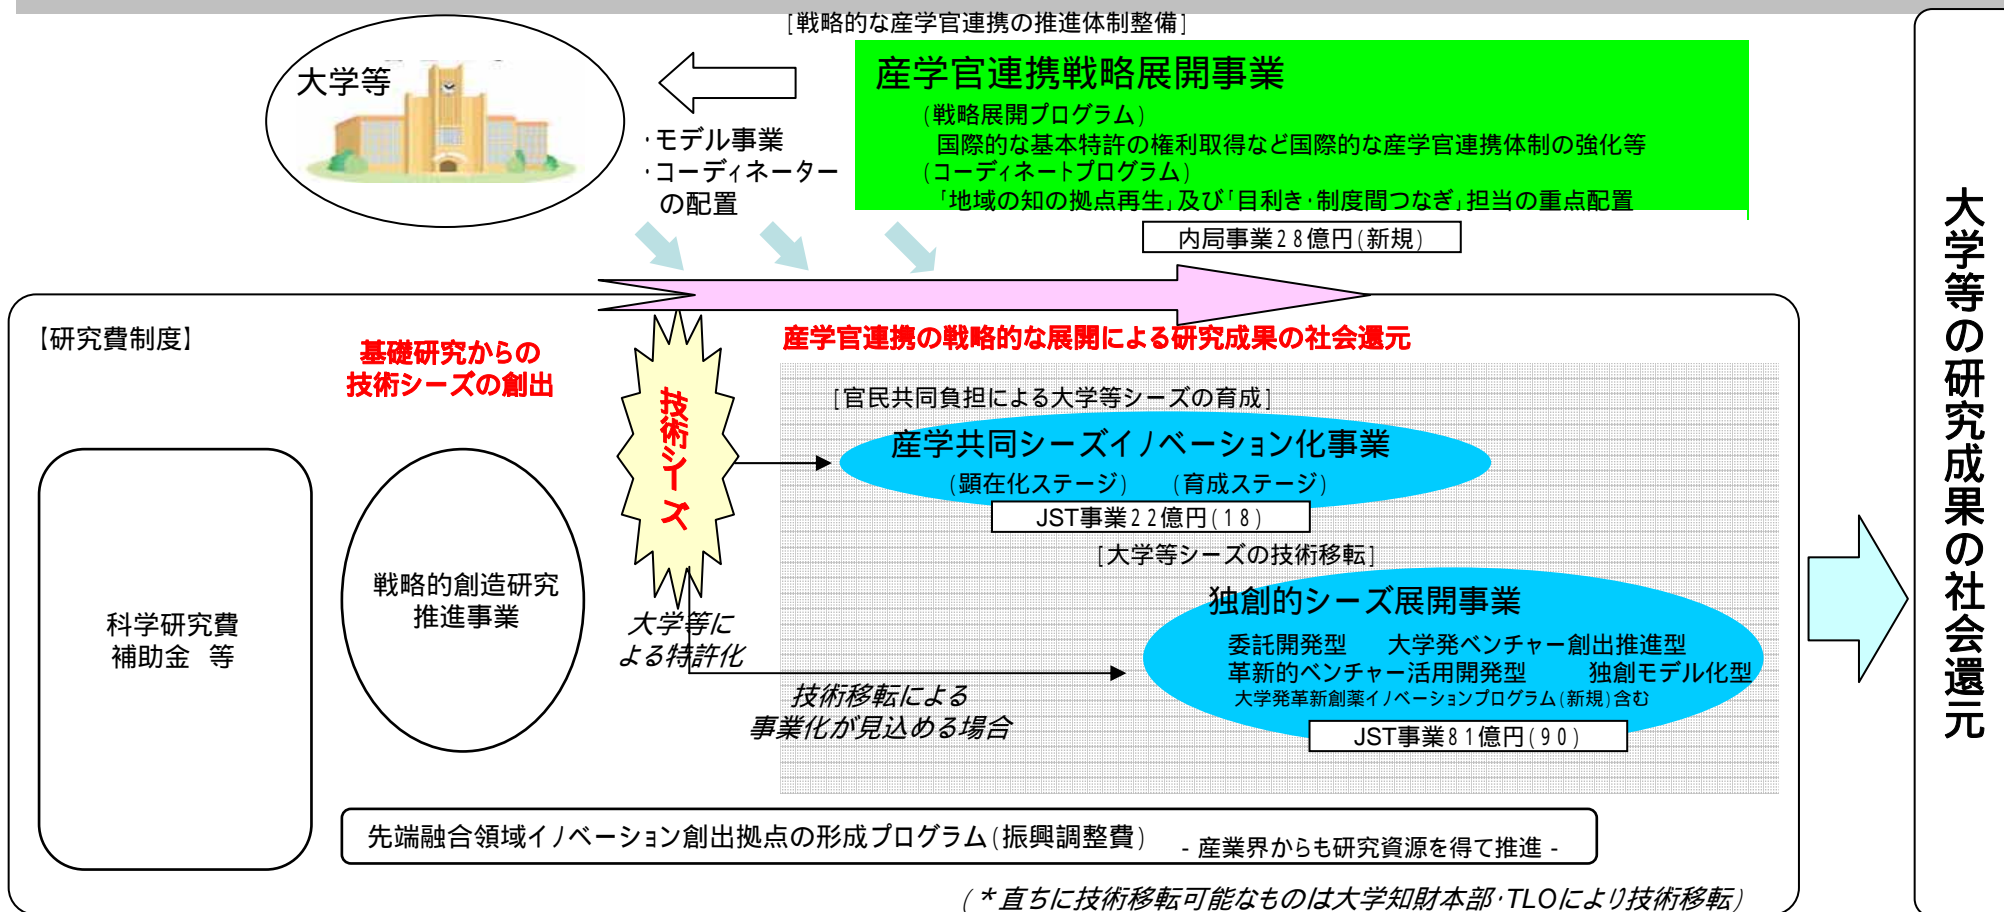 [戦略的な産学官連携の推進体制整備]
大学等
産学官連携戦略展開事業
(戦略展開プログラム)
国際的な基本特許の権利取得など国際的な産学官連携体制の強化等
(コーディネートプログラム)
「地域の知の拠点再生」及び「目利き・制度間つなぎ」担当の重点配置
・モデル事業
・コーディネーター
の配置
内局事業28億円(新規)
【研究費制度】
基礎研究からの
技術シーズの創出
産学官連携の戦略的な展開による研究成果の社会還元
技術シーズ
[官民共同負担による大学等シーズの育成]
産学共同シーズイノベーション化事業
(顕在化ステージ) (育成ステージ)
JST事業22億円(18)
[大学等シーズの技術移転]
独創的シーズ展開事業
委託開発型 大学発ベンチャー創出推進型
革新的ベンチャー活用開発型 独創モデル化型
大学発革新創薬イノベーションプログラム(新規)含む
JST事業81億円(90)
科学研究費
補助金 等
戦略的創造研究
推進事業
大学等に
よる特許化
技術移転による
事業化が見込める場合
先端融合領域イノベーション創出拠点の形成プログラム(振興調整費) - 産業界からも研究資源を得て推進 -
(*直ちに技術移転可能なものは大学知財本部・TLOにより技術移転)
大学等の研究成果の社会還元